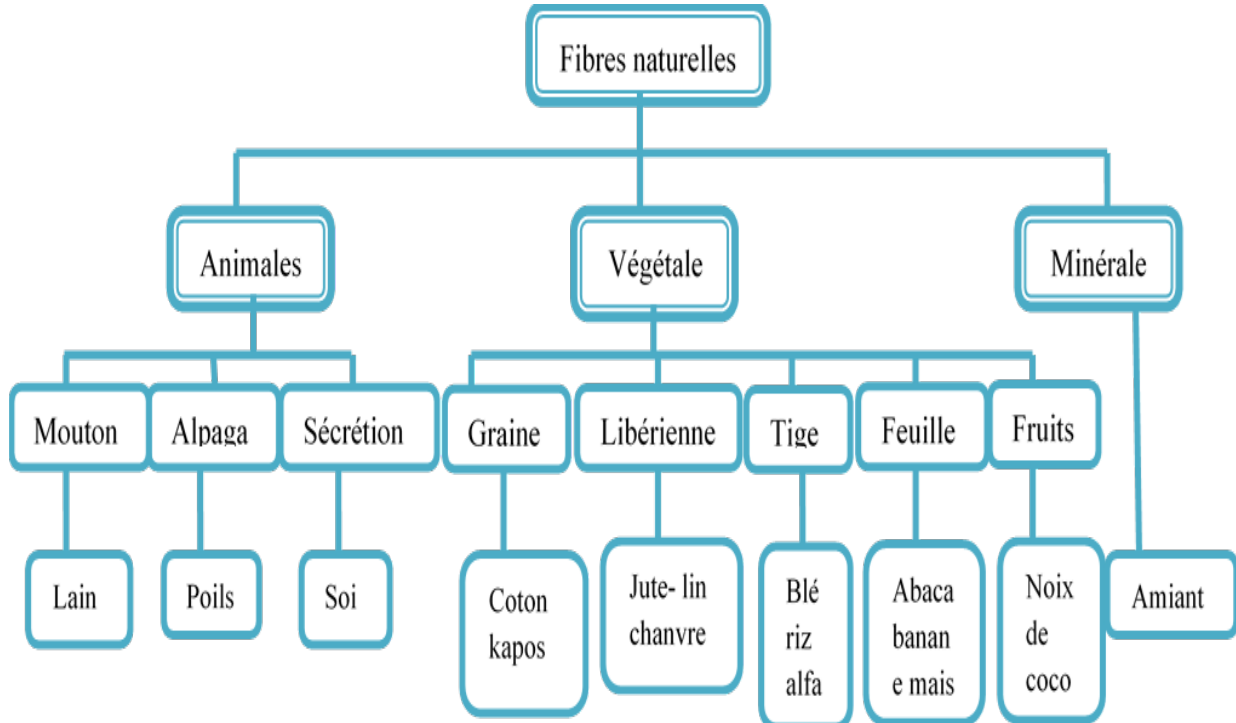 Fibres naturelles
Animales
Végétale
Minérale
Mouton
Alpaga
Sécrétion
Graine
Libérienne
Tige
Feuille
Fruits
Lain
Poils
Soi
Coton
kapos
Jute- lin
chanvre
Blé
riz
alfa
Abaca
banan
e mais
Noix
de
coco
Amiant